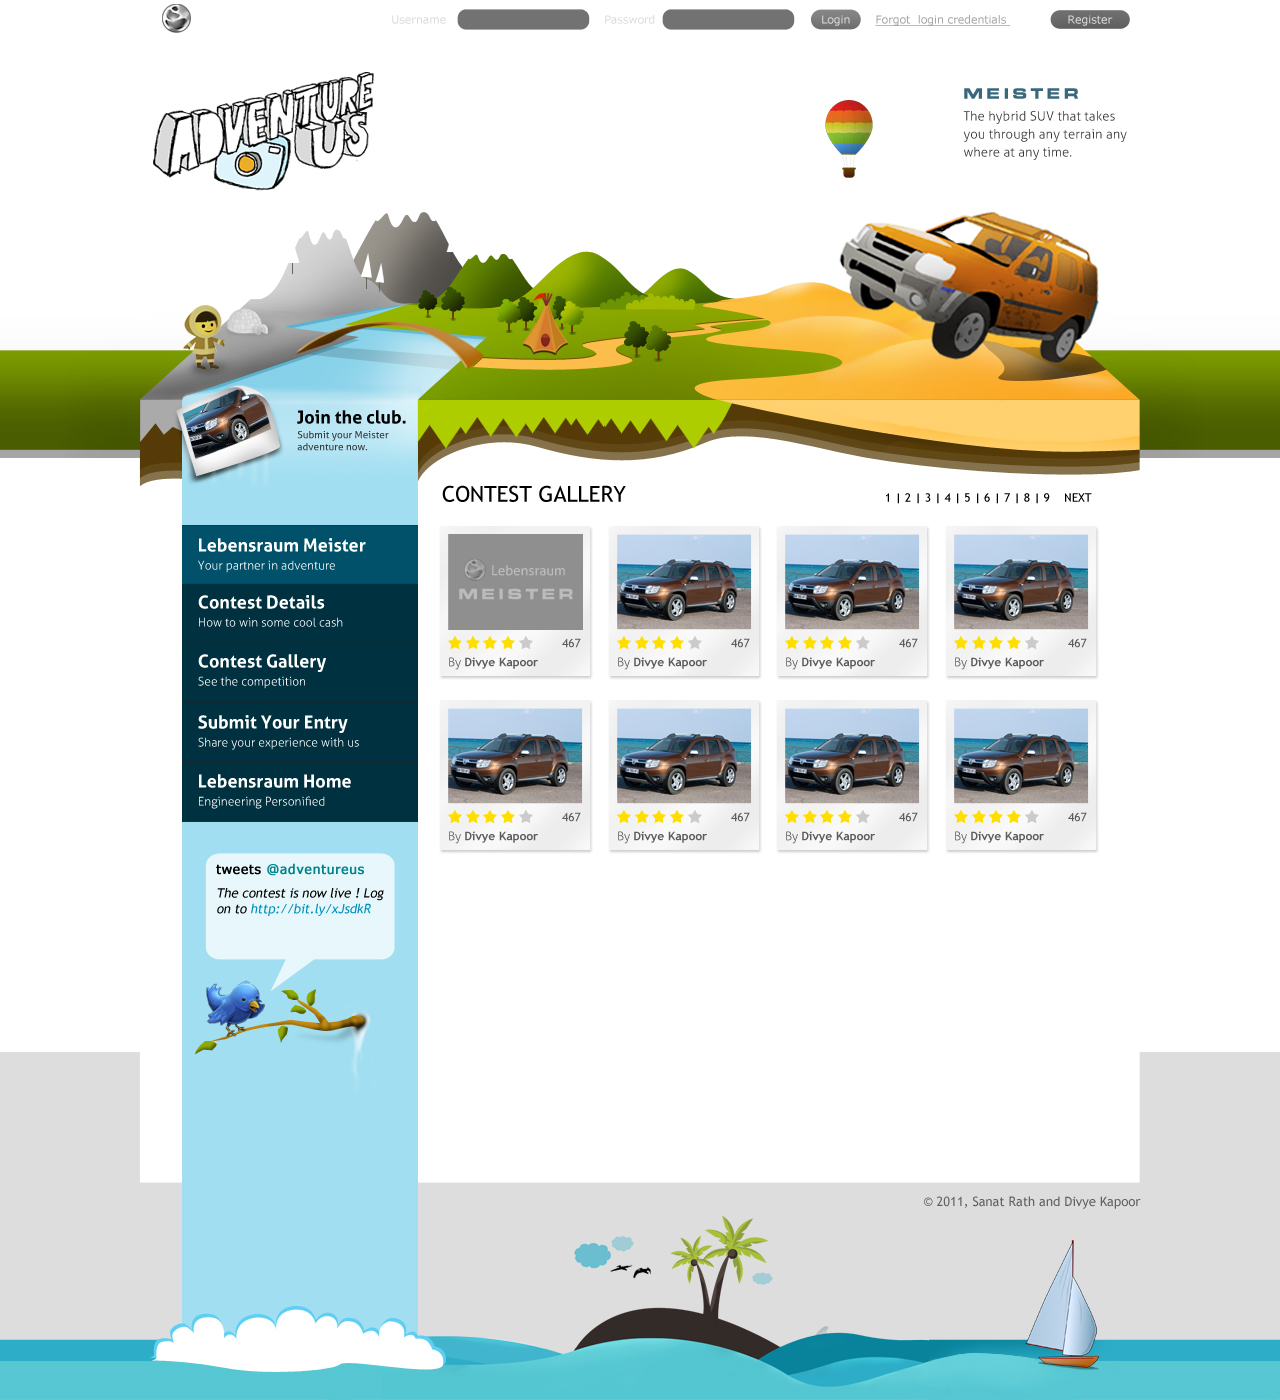 Username Password Login Forgot login credentials Register
ADVENTURE
US
MEISTER
The hybrid SUV that takes
you through any terrain any
where at any time.
Join the club.
Submit your Meister
adventure now.
CONTEST GALLERY
1 | 2 | 3 | 4 | 5 | 6 | 7 | 8 | 9 NEXT
Lebensraum Meister
Your partner in adventure
Contest Details
How to win some cool cash
Contest Gallery
See the competition
Submit Your Entry
Share your experience with us
Lebensraum Home
Engineering Personified
Lebensraum
MEISTER
467
By Divye Kapoor
467
By Divye Kapoor
467
By Divye Kapoor
467
By Divye Kapoor
467
By Divye Kapoor
467
By Divye Kapoor
467
By Divye Kapoor
467
By Divye Kapoor
tweets @adventureus
The contest is now live ! Log
on to http://bit.ly/xJsdkR
© 2011, Sanat Rath and Divye Kapoor